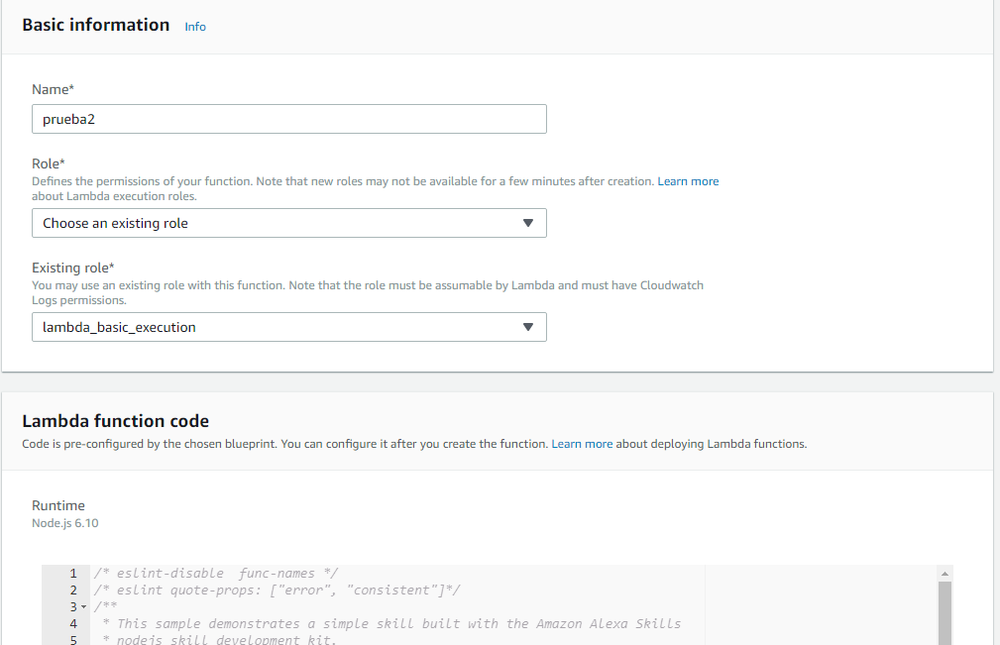 Basic information Info
Name*
prueba2
Role*
Defines the permissions of your function. Note that new roles may not be available for a few minutes after creation. Learn more
about Lambda execution roles.
Choose an existing role
Existing role*
You may use an existing role with this function. Note that the role must be assumable by Lambda and must have Cloudwatch
Logs permissions.
lambda_basic_execution
Lambda function code
Code is pre-configured by the chosen blueprint. You can configure it after you create the function. Learn more about deploying Lambda functions.
Runtime
Node.js 6.10
1 /* eslint-disable  func-names */
2 /* eslint quote-props: ["error", "consistent"]*/
3 /**
4  * This sample demonstrates a simple skill built with the Amazon Alexa Skills
5  * nodejs skill development kit.